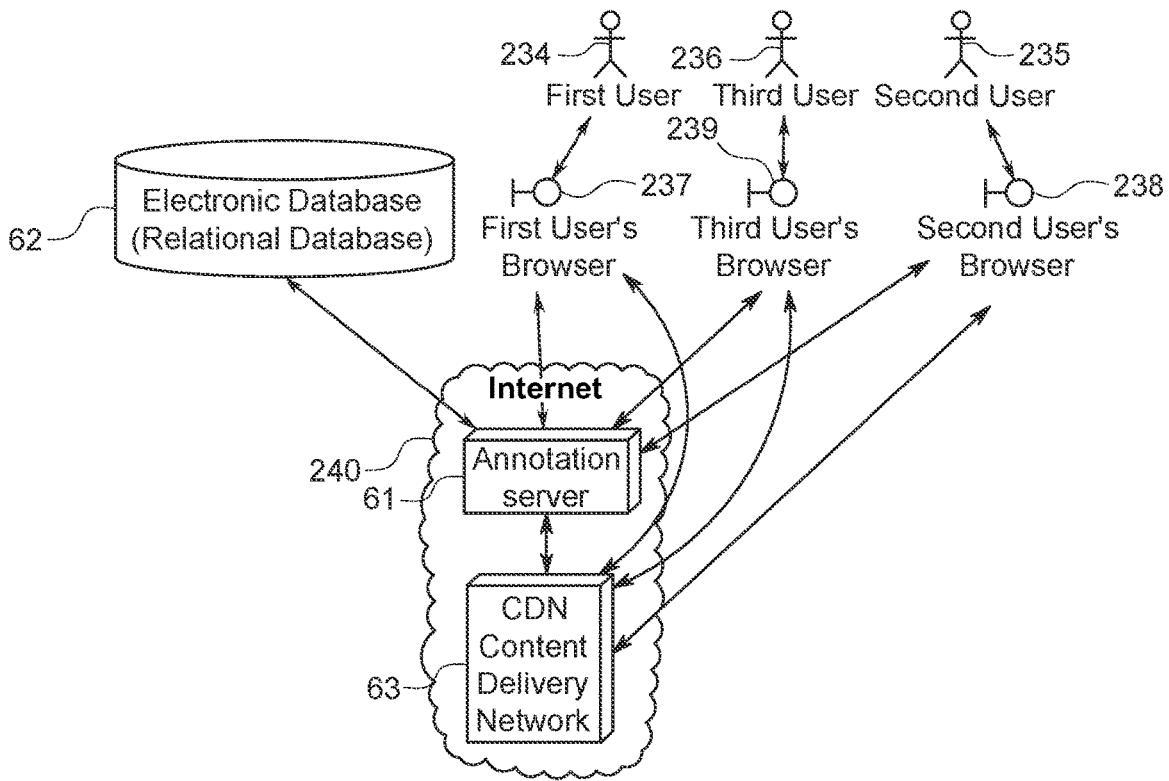 234
236
235
First User
Third User
Second User
239
Electronic Database
(Relational Database)
62
237
238
First User's
Browser
Third User's
Browser
Second User's
Browser
Internet
240
61
Annotation
server
CDN
Content
Delivery
Network
63